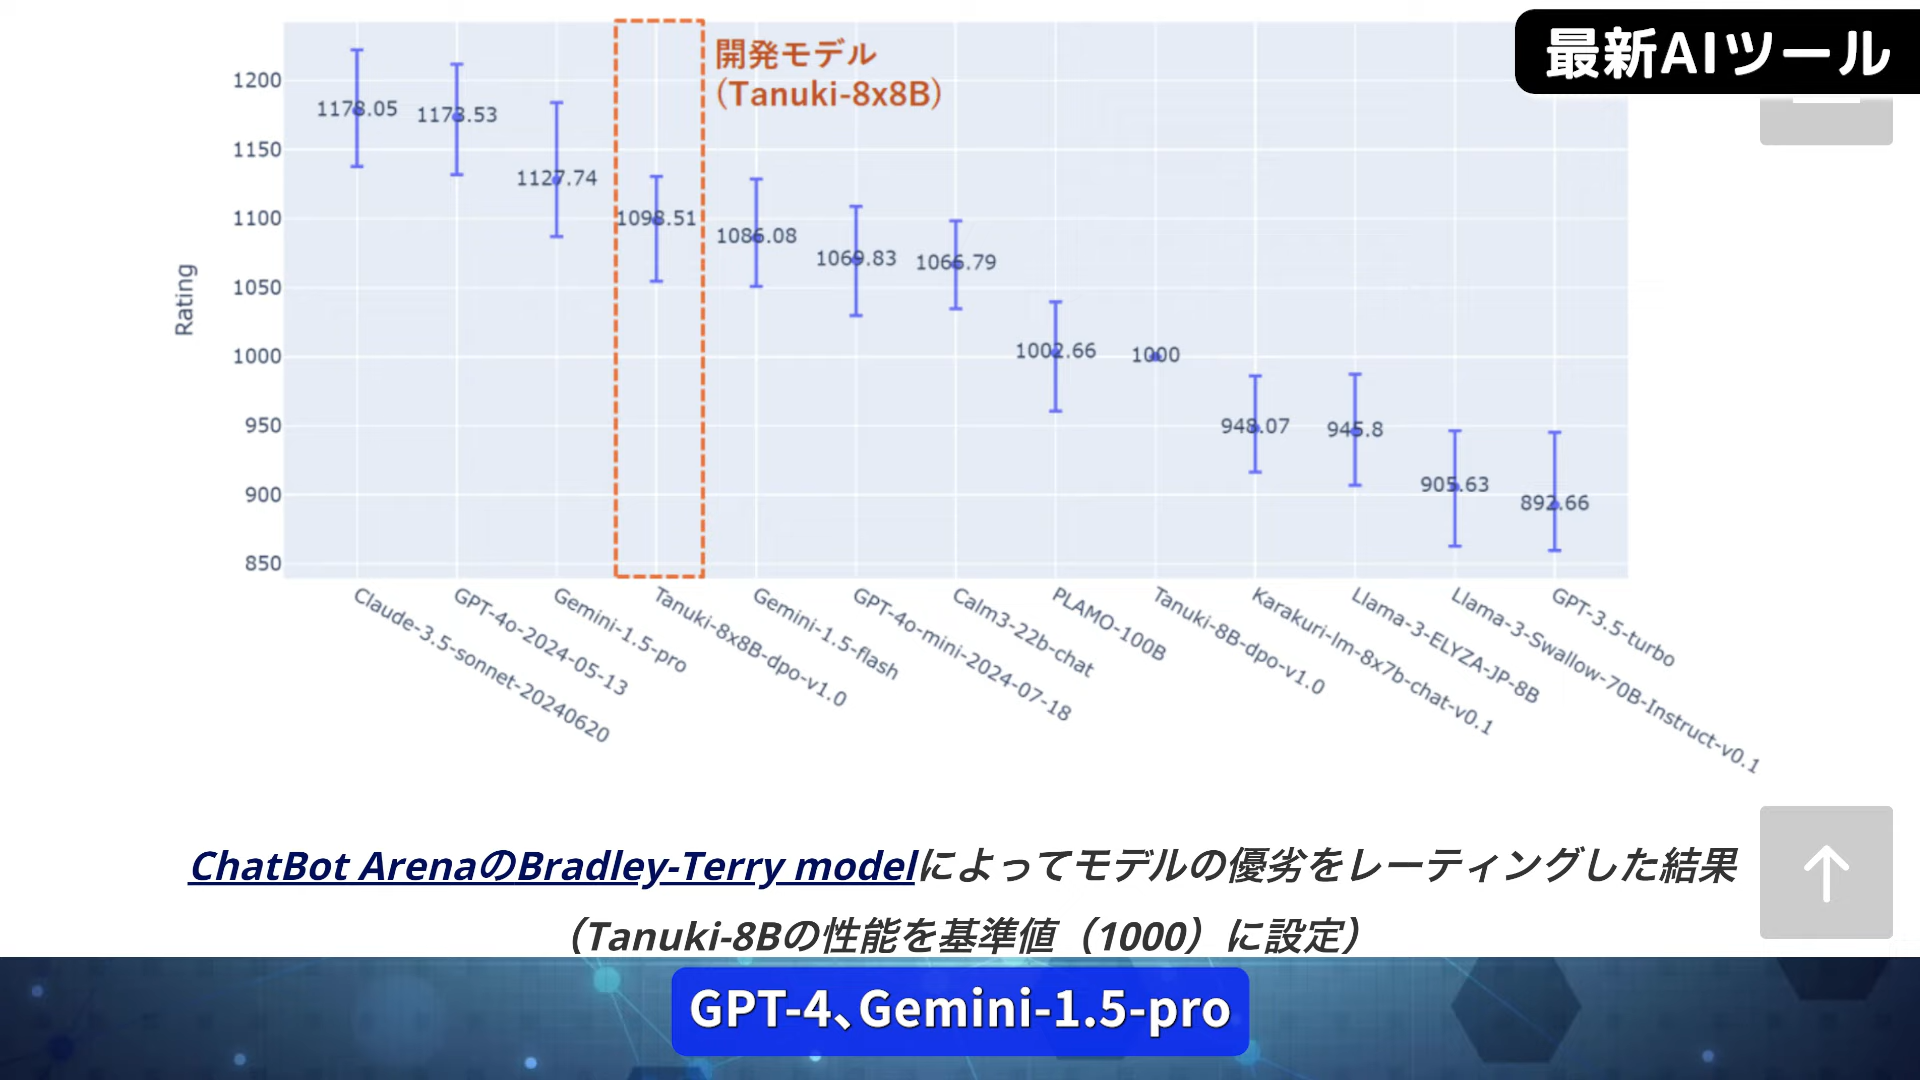 最新AIツール
開発モデル
(Tanuki-8x8B)
Rating
1200
1150
1100
1050
1000
950
900
850
1178.05
1173.53
1127.74
1098.51
1086.08
1069.83
1066.79
1002.66
1000
948.07
945.8
905.63
892.66
Claude-3.5-sonnet-20240620
GPT-4o-2024-05-13
Gemini-1.5-pro
Tanuki-8x8B-dpo-v1.0
Gemini-1.5-flash
GPT-4o-mini-2024-07-18
Calm3-22b-chat
PLAMO-100B
Tanuki-8B-dpo-v1.0
Karakuri-lm-8x7b-chat-v0.1
Llama-3-ELYZA-JP-8B
Llama-3-Swallow-70B-Instruct-v0.1
GPT-3.5-turbo
ChatBot ArenaのBradley-Terry modelによってモデルの優劣をレーティングした結果
（Tanuki-8Bの性能を基準値（1000）に設定）
GPT-4、Gemini-1.5-pro